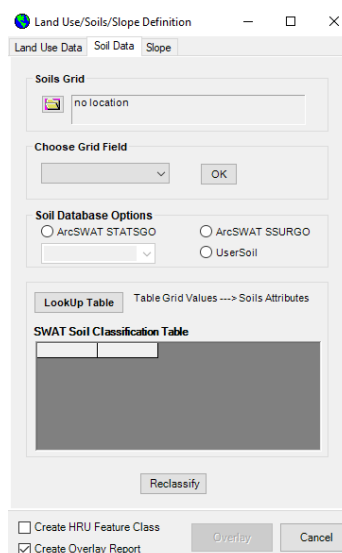 Land Use/Soils/Slope Definition
Land Use Data Soil Data Slope
Soils Grid
no location
Choose Grid Field
OK
Soil Database Options
ArcSWAT STATSGO ArcSWAT SSURGO
UserSoil
LookUp Table Table Grid Values ---> Soils Attributes
SWAT Soil Classification Table
Reclassify
Create HRU Feature Class
Create Overlay Report
Overlay Cancel